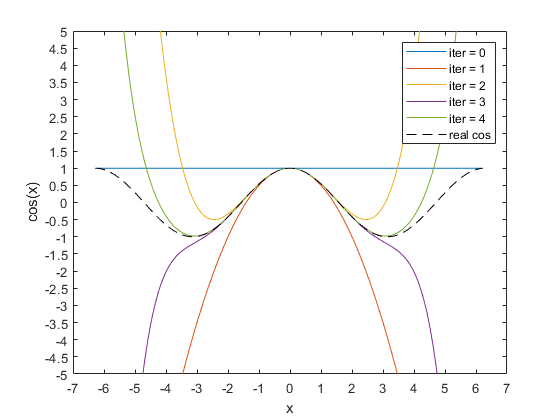 5
4.5
4
3.5
3
2.5
2
1.5
1
0.5
0
-0.5
-1
-1.5
-2
-2.5
-3
-3.5
-4
-4.5
-5
cos(x)
iter = 0
iter = 1
iter = 2
iter = 3
iter = 4
real cos
-7 -6 -5 -4 -3 -2 -1 0 1 2 3 4 5 6 7
x